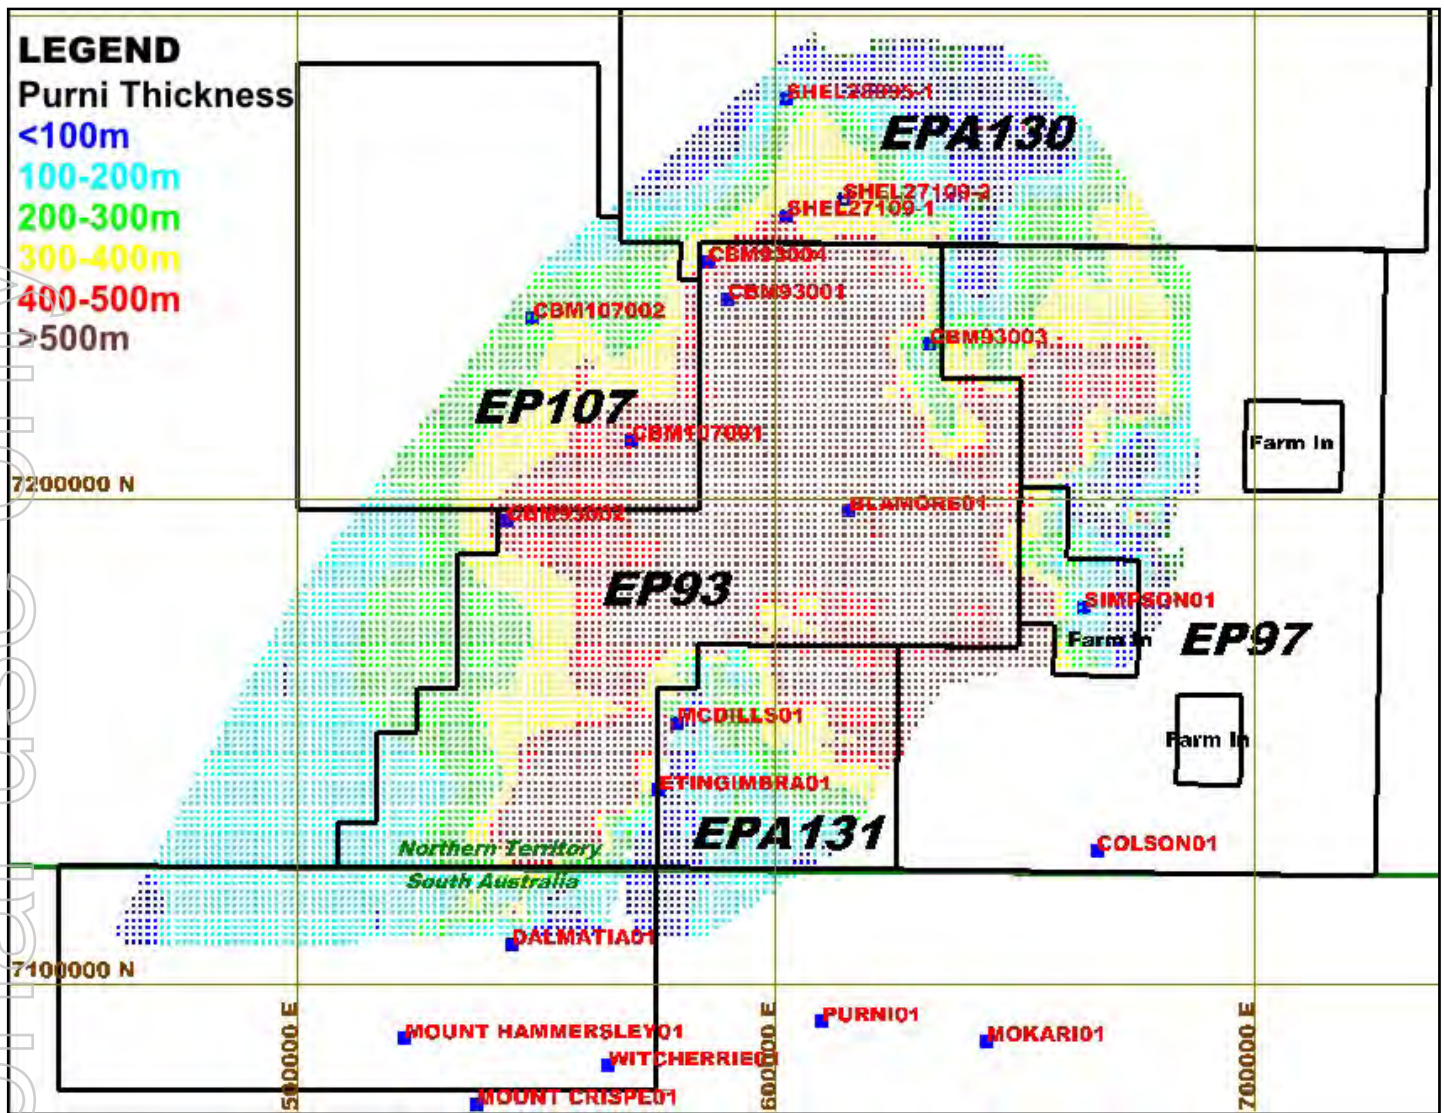 LEGEND
Purni Thickness
<100m
100-200m
200-300m
300-400m
400-500m
>500m
SHEL28095-1
EPA130
SHEL27109-2
SHEL27109-1
CBM93004
CBM93001
CBM107002
CBM93003
EP107
CBM107001
Farm In
7200000 N
CBM93002
BLAMORE01
EP93
SIMPSON01
Farm In
EP97
MCDILLS01
Farm In
ETINGIMBRA01
EPA131
Northern Territory
COLSON01
South Australia
DALMATIA01
7100000 N
500000 E
600000 E
700000 E
PURNI01
MOUNT HAMMERSLEY01
MOKARI01
WITCHERRIE01
MOUNT CRISPE01